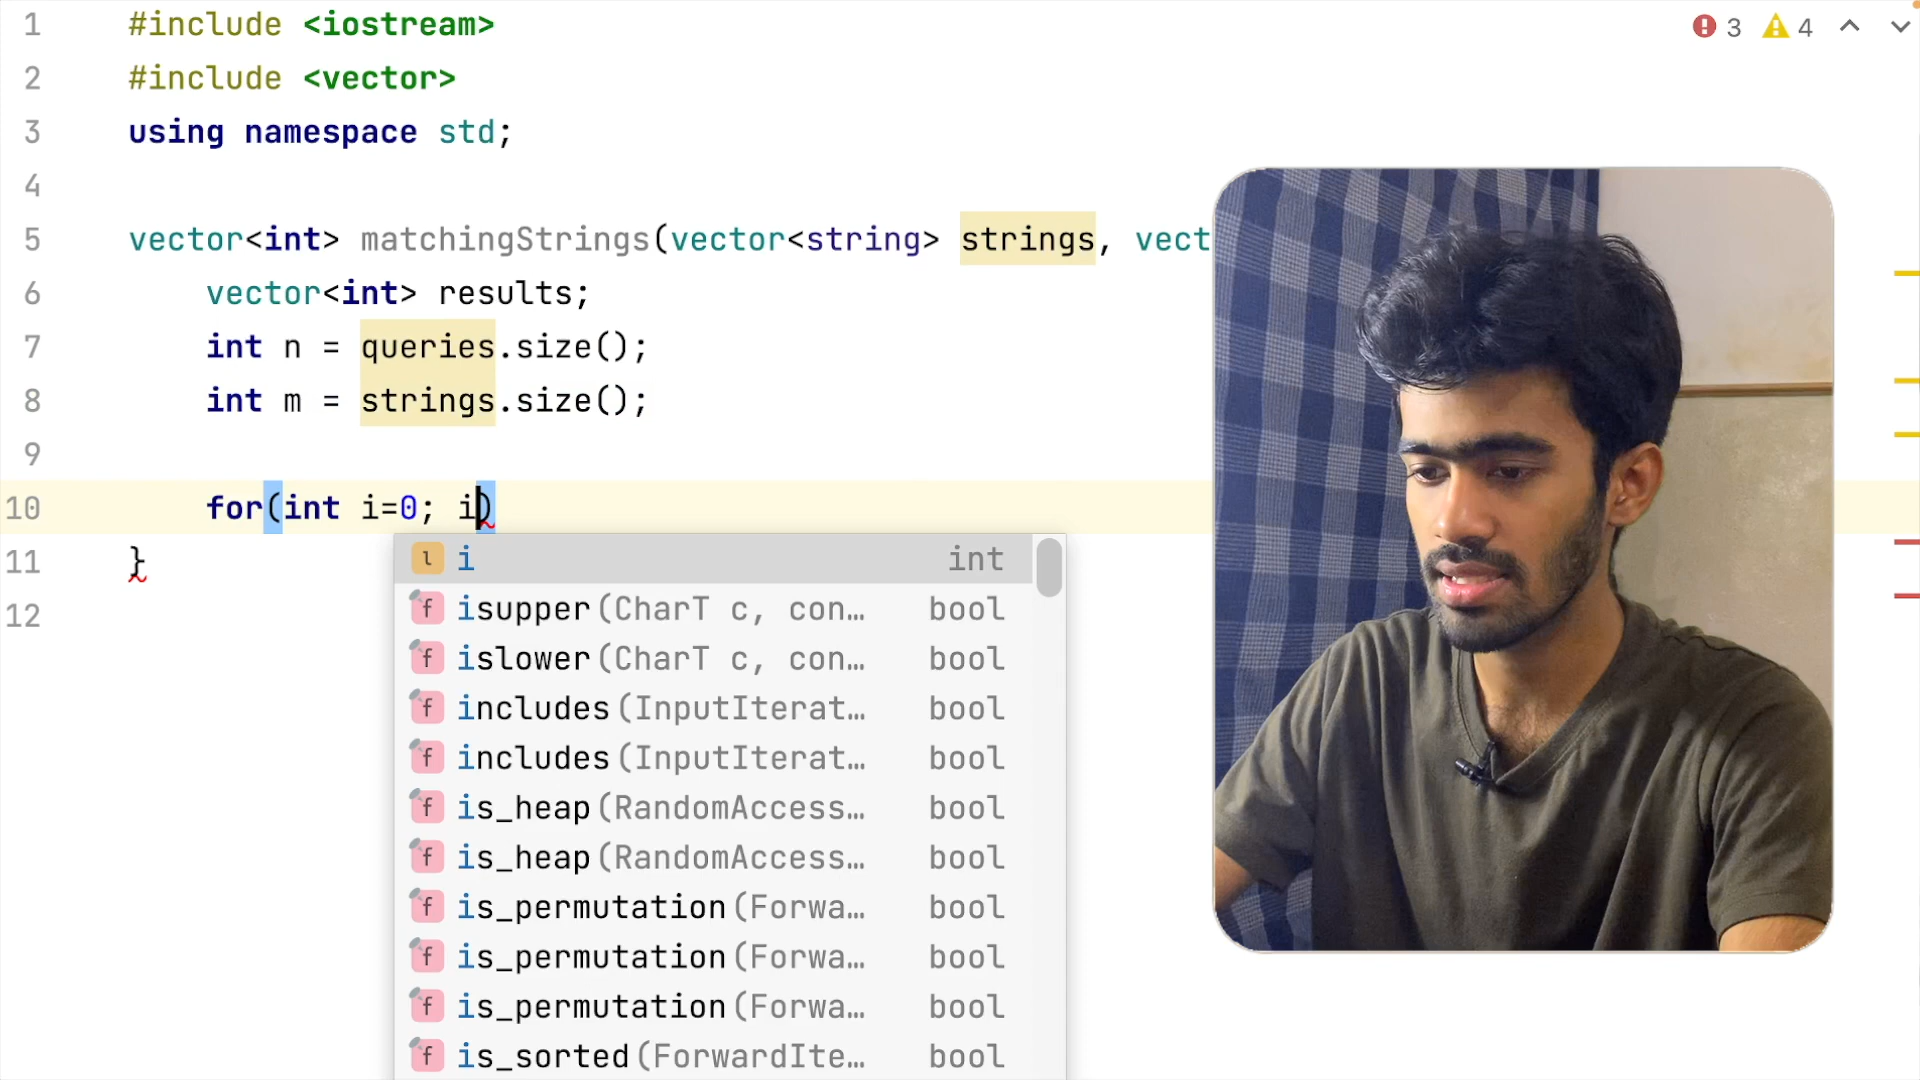 3 4
1 #include <iostream>
2 #include <vector>
3 using namespace std;
4
5 vector<int> matchingStrings(vector<string> strings, vect
6 vector<int> results;
7 int n = queries.size();
8 int m = strings.size();
9
10 for(int i=0; i)
11 }
12
l i int
f isupper(CharT c, con… bool
f islower(CharT c, con… bool
f includes(InputIterat… bool
f includes(InputIterat… bool
f is_heap(RandomAccess… bool
f is_heap(RandomAccess… bool
f is_permutation(Forwa… bool
f is_permutation(Forwa… bool
f is_permutation(Forwa… bool
f is_sorted(ForwardIte… bool